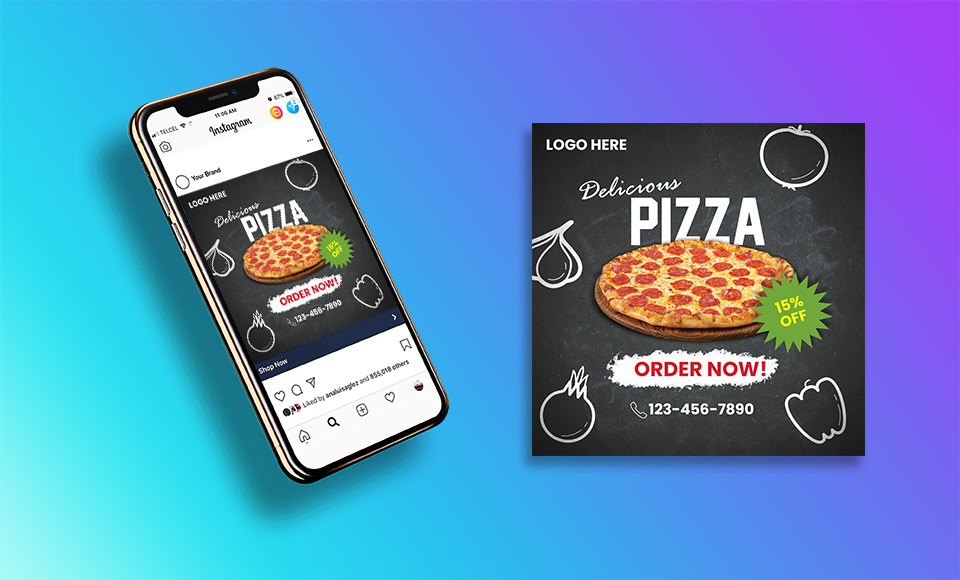 TELCEL
11:06 AM
87%
Instagram
Your Brand
LOGO HERE
Delicious
PIZZA
15%
OFF
ORDER NOW!
123-456-7890
Shop Now
Liked by analuisaglez and 855,018 others
LOGO HERE
Delicious
PIZZA
15%
OFF
ORDER NOW!
123-456-7890